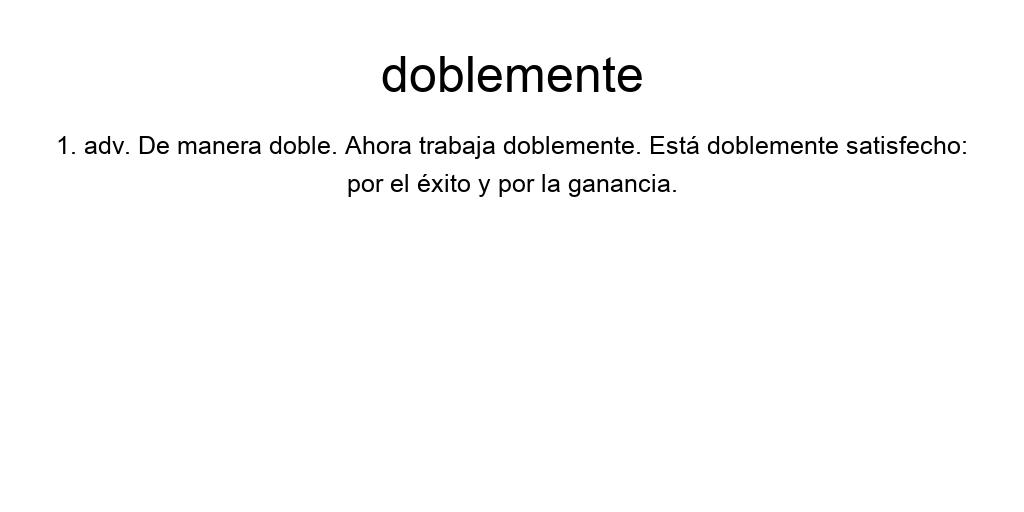 doblemente
1. adv. De manera doble. Ahora trabaja doblemente. Está doblemente satisfecho:
por el éxito y por la ganancia.